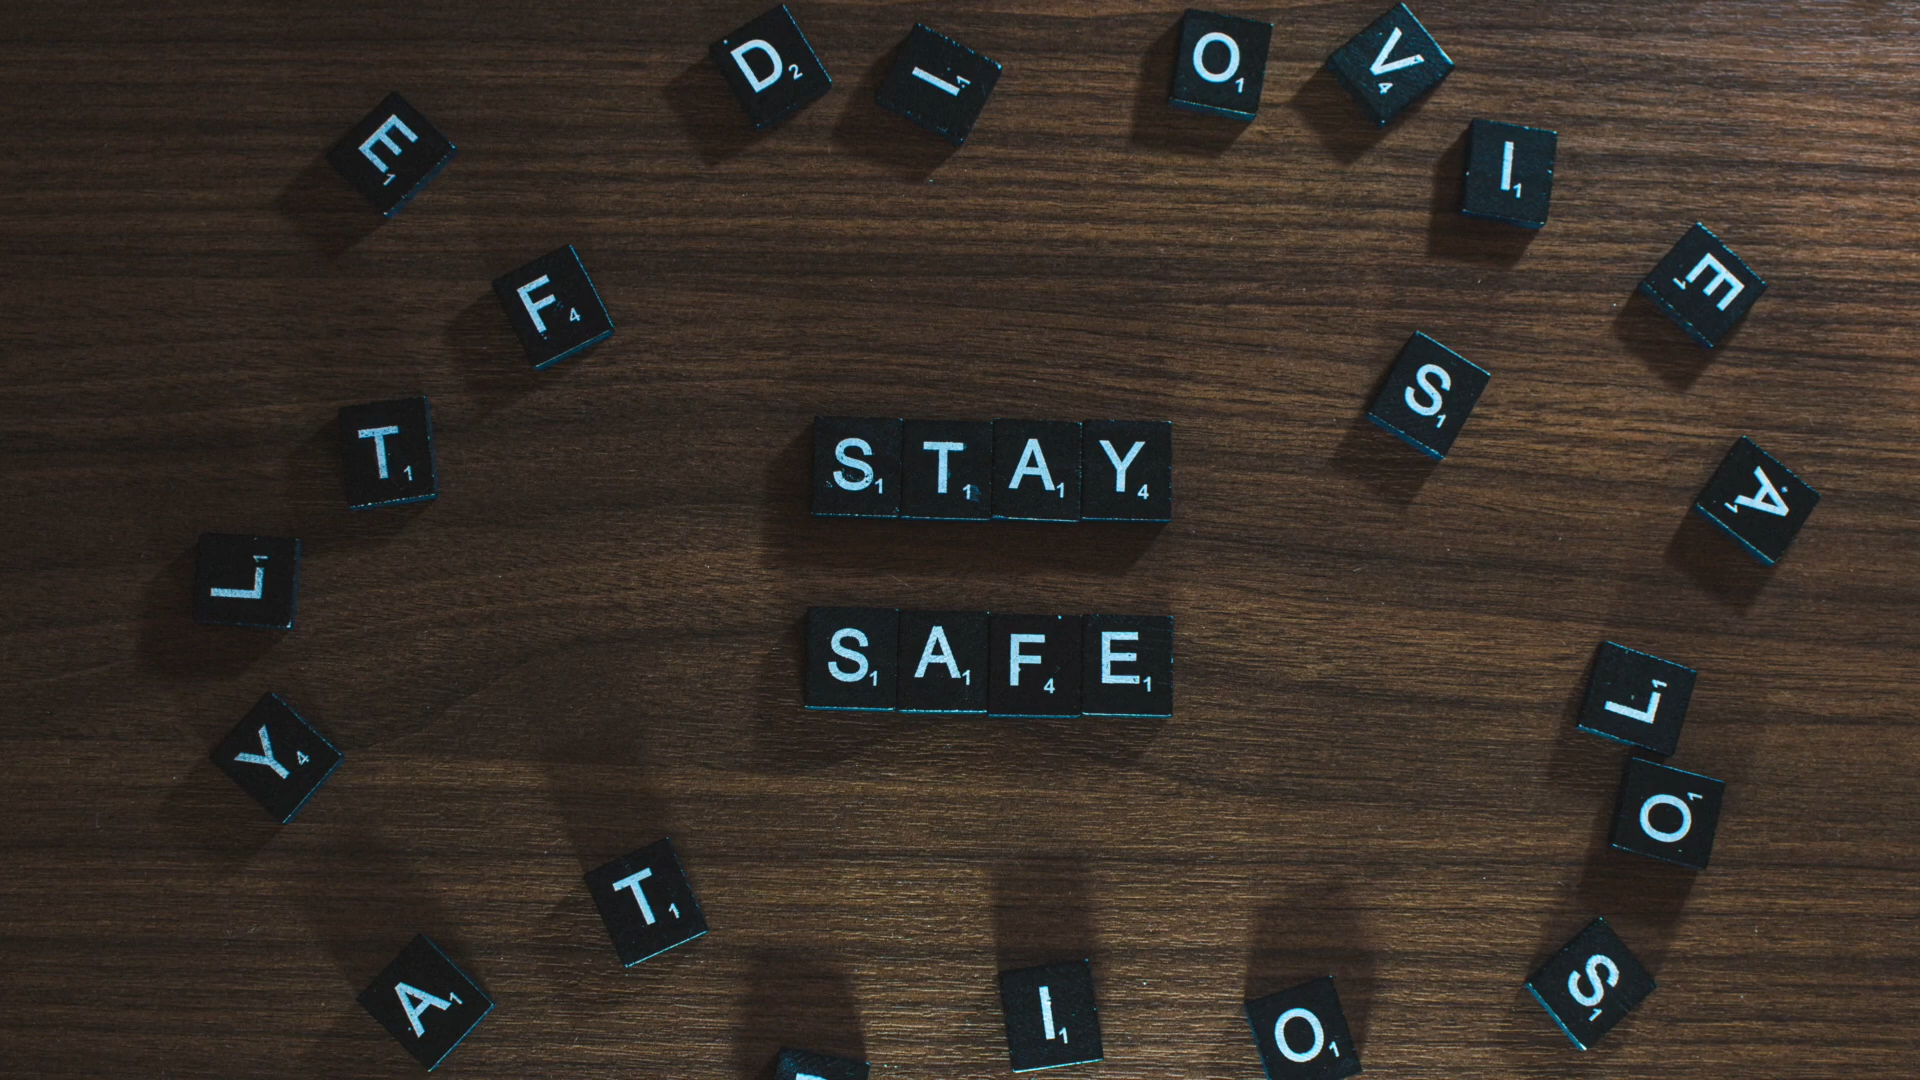 D I O V
E I
F E
S
T A
STAY
L
SAFE
L
Y O
T
A I O S